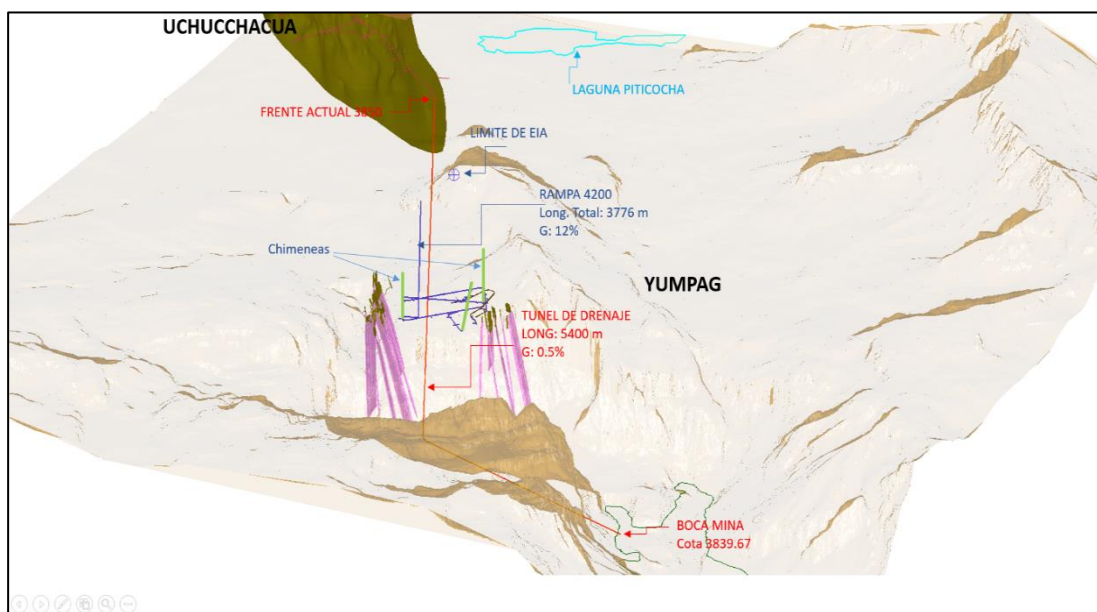 UCHUCCHACUA
LAGUNA PITICOCHA
FRENTE ACTUAL 3850
LIMITE DE EIA
RAMPA 4200
Long. Total: 3776 m
G: 12%
Chimeneas
YUMPAG
TUNEL DE DRENAJE
LONG: 5400 m
G: 0.5%
BOCA MINA
Cota 3839.67